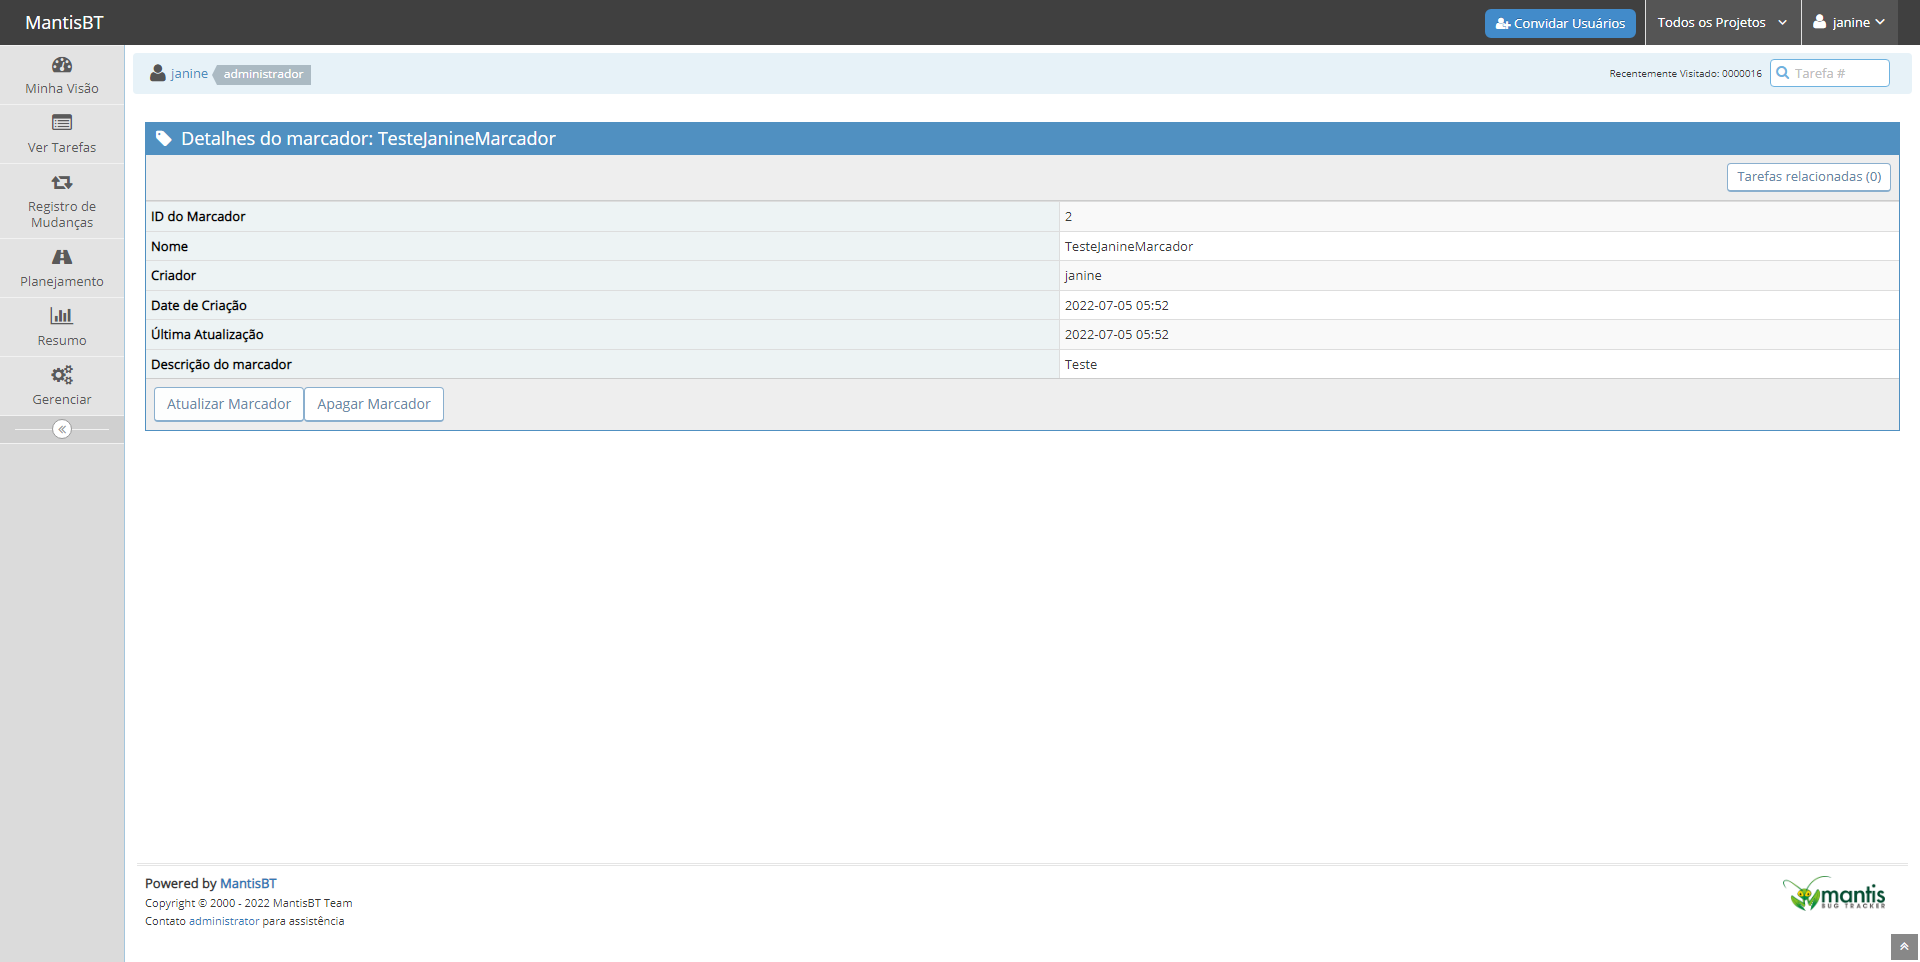 MantisBT
Convidar Usuários
Todos os Projetos
janine
Minha Visão
Ver Tarefas
Registro de
Mudanças
Planejamento
Resumo
Gerenciar
janine administrador
Recentemente Visitado: 0000016
Tarefa #
Detalhes do marcador: TesteJanineMarcador
Tarefas relacionadas (0)
ID do Marcador 2
Nome TesteJanineMarcador
Criador janine
Date de Criação 2022-07-05 05:52
Última Atualização 2022-07-05 05:52
Descrição do marcador Teste
Atualizar Marcador Apagar Marcador
Powered by MantisBT
Copyright © 2000 - 2022 MantisBT Team
Contato administrator para assistência
mantis
BUG TRACKER